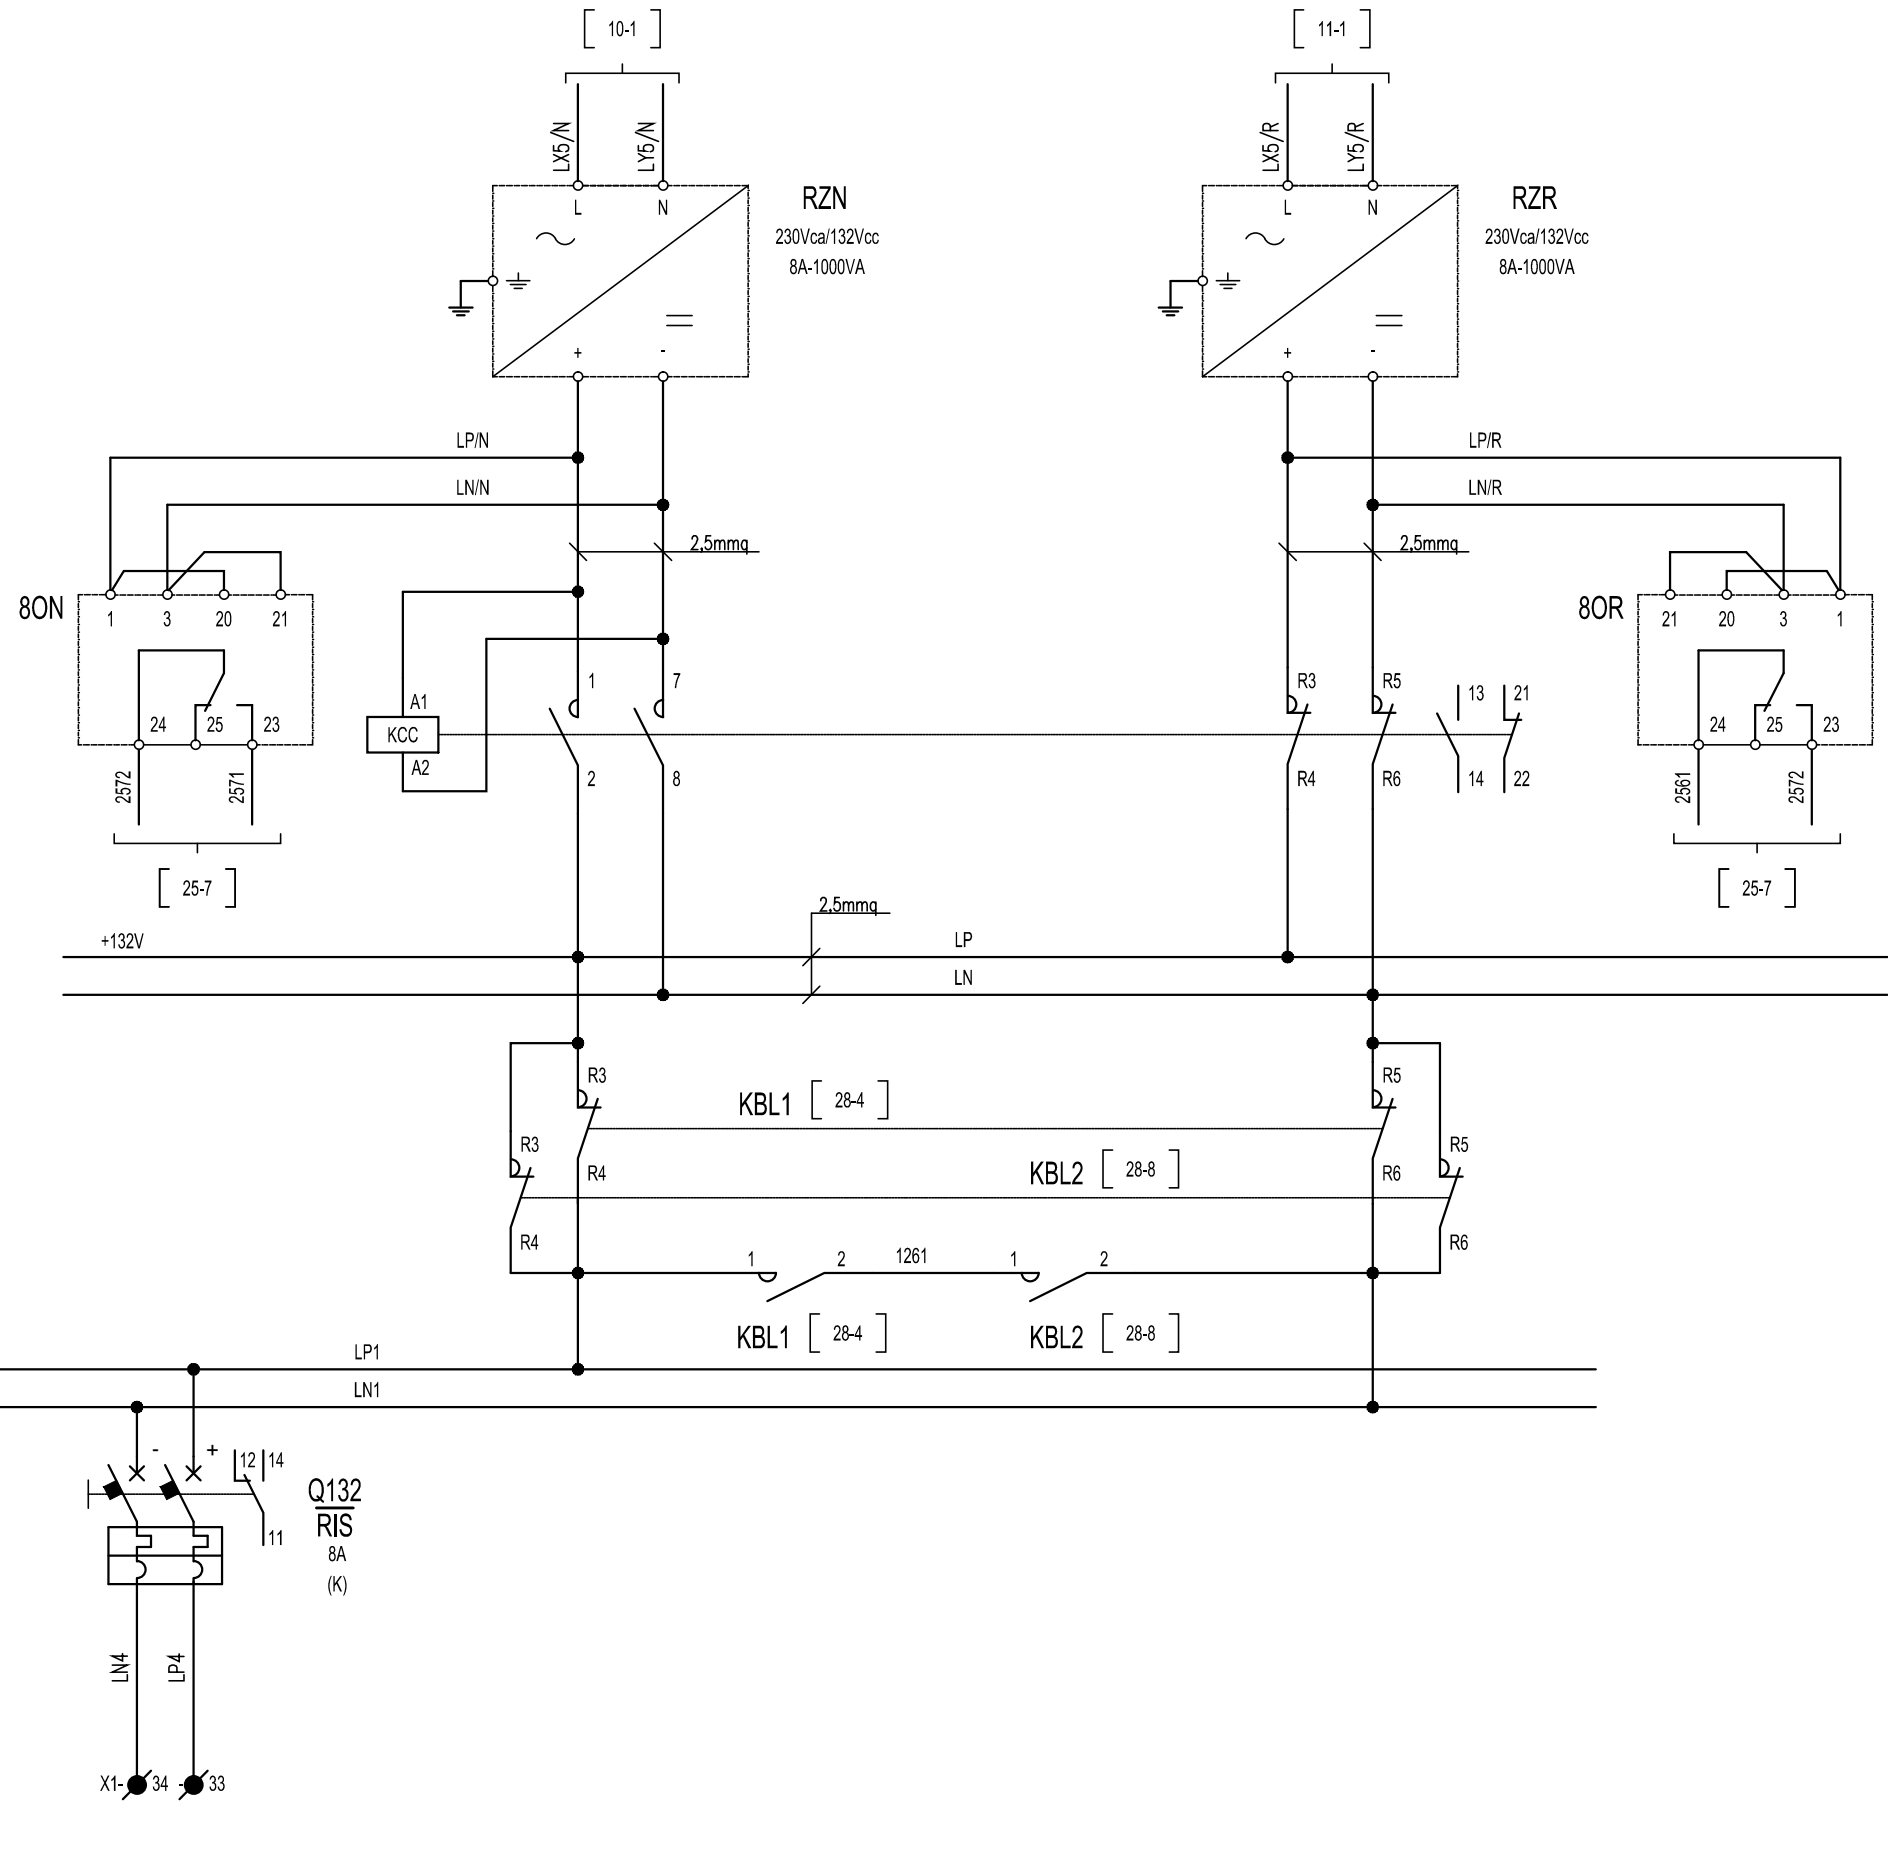 10-1
11-1
LX5/N
LY5/N
LX5/R
LY5/R
L
N
RZN
230Vca/132Vcc
8A-1000VA
+
-
L
N
RZR
230Vca/132Vcc
8A-1000VA
+
-
LP/N
LN/N
2,5mmq
LP/R
LN/R
2,5mmq
80N
1
3
20
21
24
25
23
2572
2571
25-7
A1
KCC
A2
1
7
2
8
R3
R5
13
21
R4
R6
14
22
80R
21
20
3
1
24
25
23
2561
2572
25-7
2,5mmq
+132V
LP
LN
R3
KBL1
28-4
R5
R3
R4
KBL2
28-8
R6
R5
R4
R6
1
2
1261
1
2
KBL1
28-4
KBL2
28-8
LP1
LN1
-
+
12
14
11
Q132
RIS
8A
(K)
LN4
LP4
X1-
34
-
33